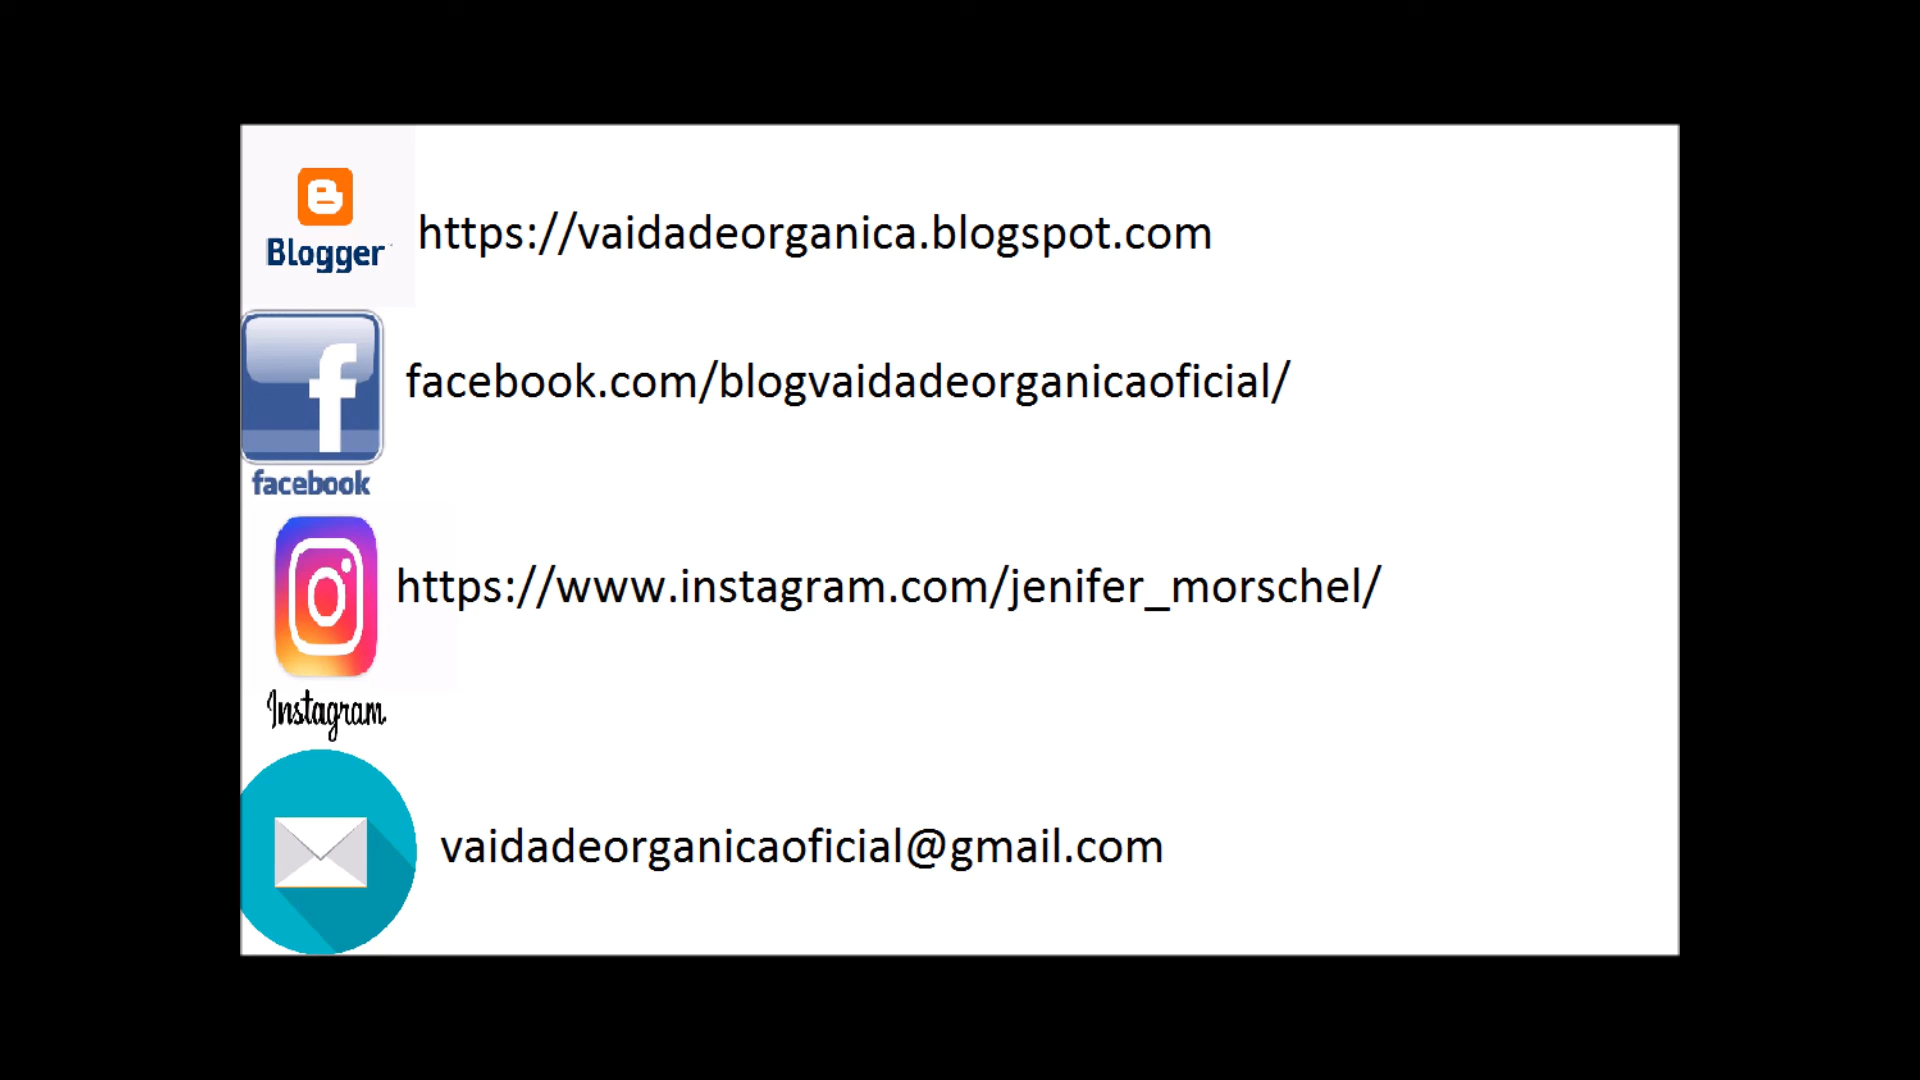 Blogger
https://vaidadeorganica.blogspot.com
facebook.com/blogvaidadeorganicaoficial/
facebook
https://www.instagram.com/jenifer_morschel/
Instagram
vaidadeorganicaoficial@gmail.com